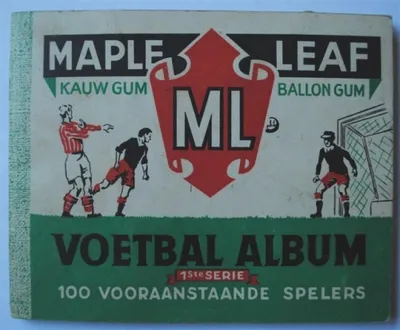 MAPLE LEAF
KAUW GUM BALLON GUM
ML
VOETBAL ALBUM
1ste SERIE
100 VOORAANSTAANDE SPELERS